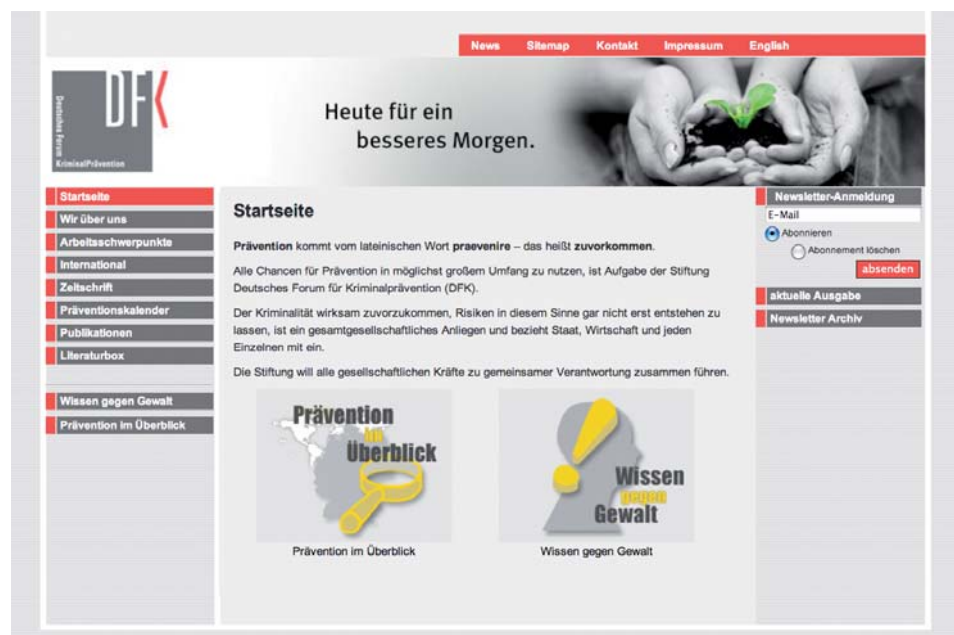 News Sitemap Kontakt Impressum English
DFK
Deutsches Forum
KriminalPrävention
Heute für ein
besseres Morgen.
Startseite
Wir über uns
Arbeitsschwerpunkte
International
Zeitschrift
Präventionskalender
Publikationen
Literaturbox
Wissen gegen Gewalt
Prävention im Überblick
Startseite
Prävention kommt vom lateinischen Wort praevenire – das heißt zuvorkommen.
Alle Chancen für Prävention in möglichst großem Umfang zu nutzen, ist Aufgabe der Stiftung
Deutsches Forum für Kriminalprävention (DFK).
Der Kriminalität wirksam zuvorzukommen, Risiken in diesem Sinne gar nicht erst entstehen zu
lassen, ist ein gesamtgesellschaftliches Anliegen und bezieht Staat, Wirtschaft und jeden
Einzelnen mit ein.
Die Stiftung will alle gesellschaftlichen Kräfte zu gemeinsamer Verantwortung zusammen führen.
Prävention
im
Überblick
Prävention im Überblick
Wissen
gegen
Gewalt
Wissen gegen Gewalt
Newsletter-Anmeldung
E-Mail
Abonnieren
Abonnement löschen
absenden
aktuelle Ausgabe
Newsletter Archiv